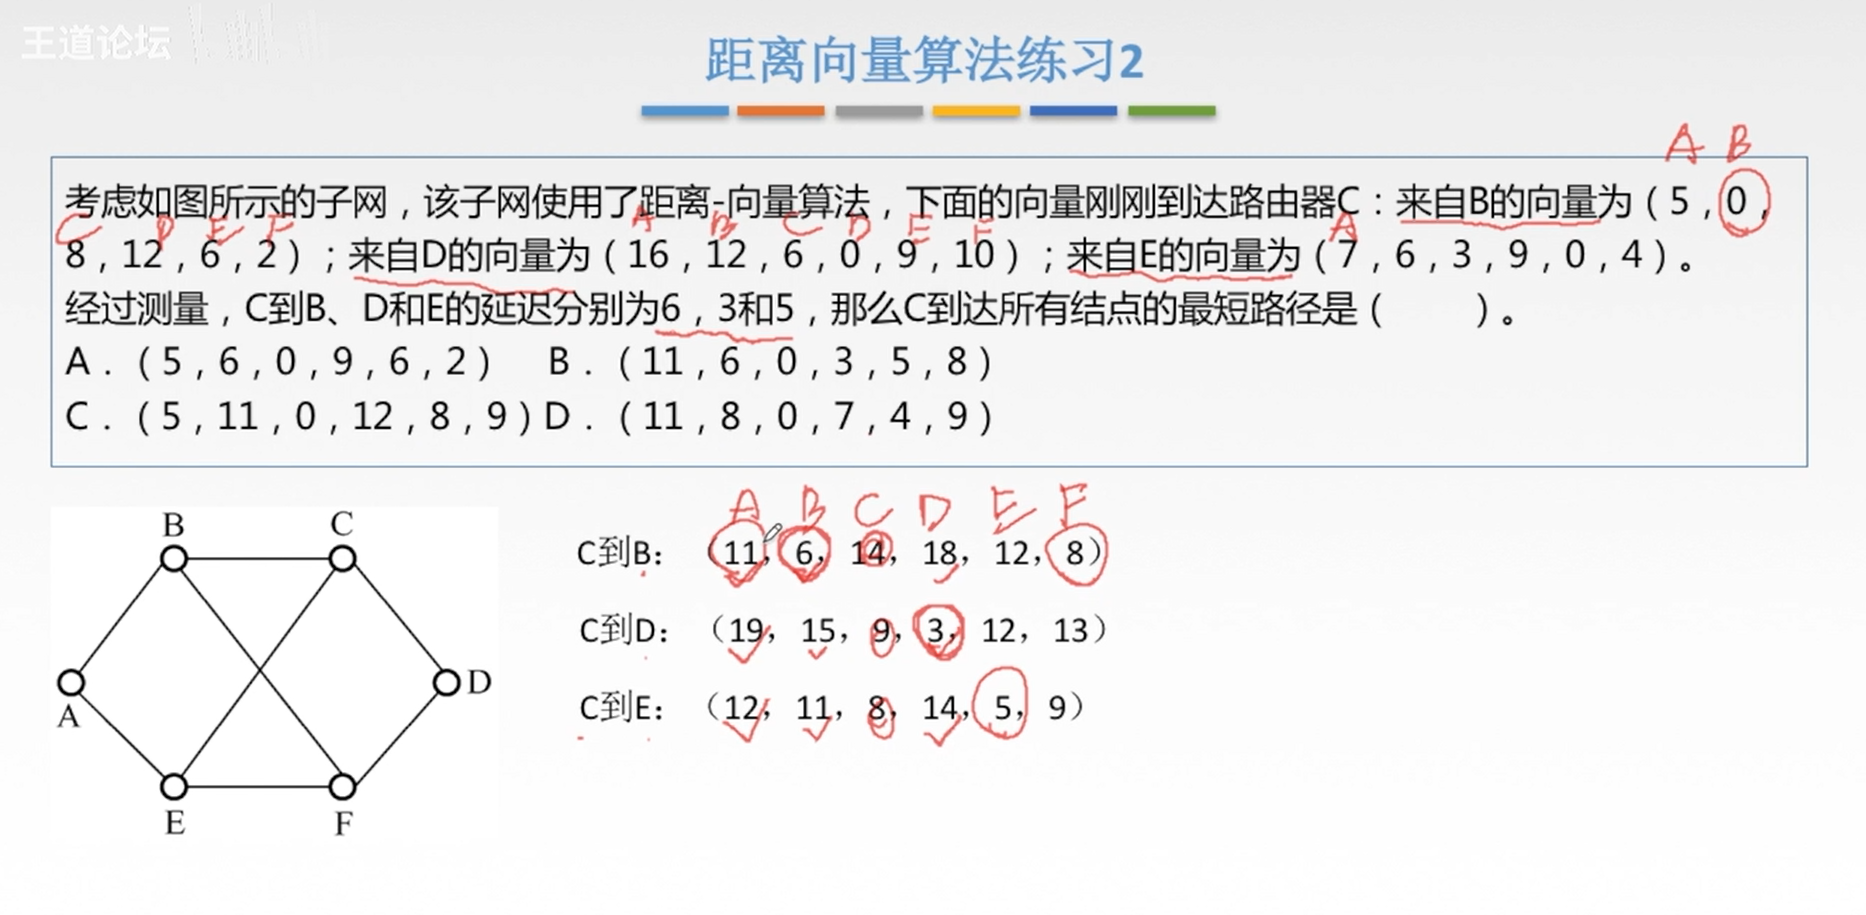 王道论坛
距离向量算法练习2
A B
考虑如图所示的子网，该子网使用了距离-向量算法，下面的向量刚刚到达路由器C：来自B的向量为（5，0，
C D E F A B C D E F A
8，12，6，2）；来自D的向量为（16，12，6，0，9，10）；来自E的向量为（7，6，3，9，0，4）。
经过测量，C到B、D和E的延迟分别为6，3和5，那么C到达所有结点的最短路径是（　　）。
A.（5，6，0，9，6，2） B.（11，6，0，3，5，8）
C.（5，11，0，12，8，9）D.（11，8，0，7，4，9）
A B C D E F
C到B：（11，6，14，18，12，8）
C到D：（19，15，9，3，12，13）
C到E：（12，11，8，14，5，9）
B C
A D
E F